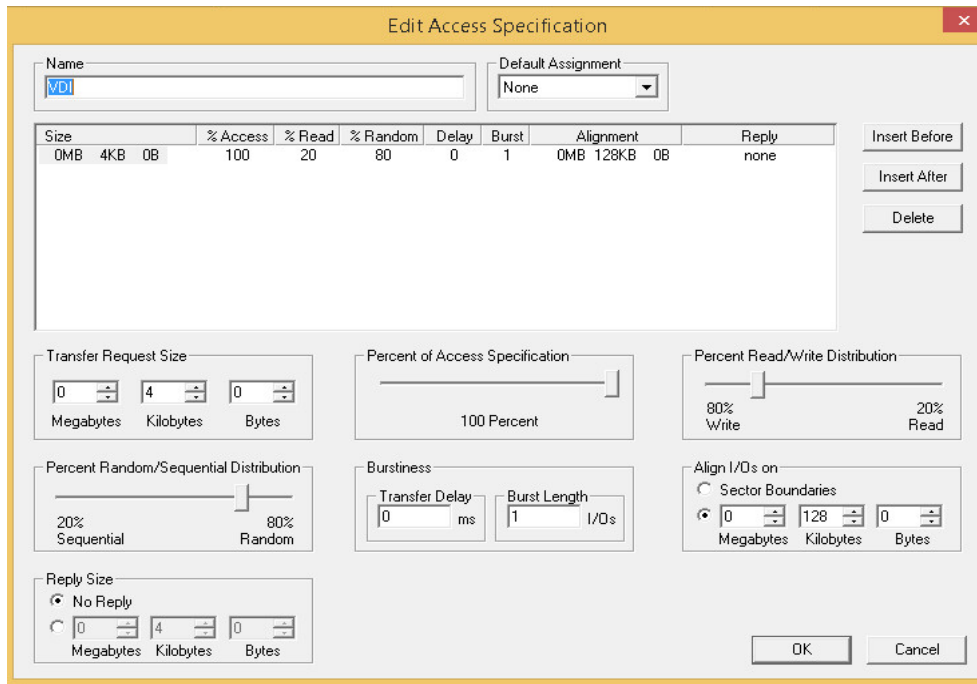 Edit Access Specification
Name
Default Assignment
VDI
None
Size % Access % Read % Random Delay Burst Alignment Reply
0MB 4KB 0B 100 20 80 0 1 0MB 128KB 0B none
Insert Before
Insert After
Delete
Transfer Request Size
0 4 0
Megabytes Kilobytes Bytes
Percent of Access Specification
100 Percent
Percent Read/Write Distribution
80% 20%
Write Read
Percent Random/Sequential Distribution
20% 80%
Sequential Random
Burstiness
Transfer Delay Burst Length
0 ms 1 I/Os
Align I/Os on
Sector Boundaries
0 128 0
Megabytes Kilobytes Bytes
Reply Size
No Reply
0 4 0
Megabytes Kilobytes Bytes
OK Cancel